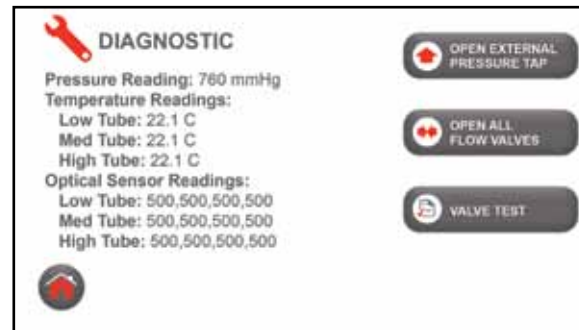 DIAGNOSTIC
Pressure Reading: 760 mmHg
Temperature Readings:
Low Tube: 22.1 C
Med Tube: 22.1 C
High Tube: 22.1 C
Optical Sensor Readings:
Low Tube: 500,500,500,500
Med Tube: 500,500,500,500
High Tube: 500,500,500,500
OPEN EXTERNAL
PRESSURE TAP
OPEN ALL
FLOW VALVES
VALVE TEST